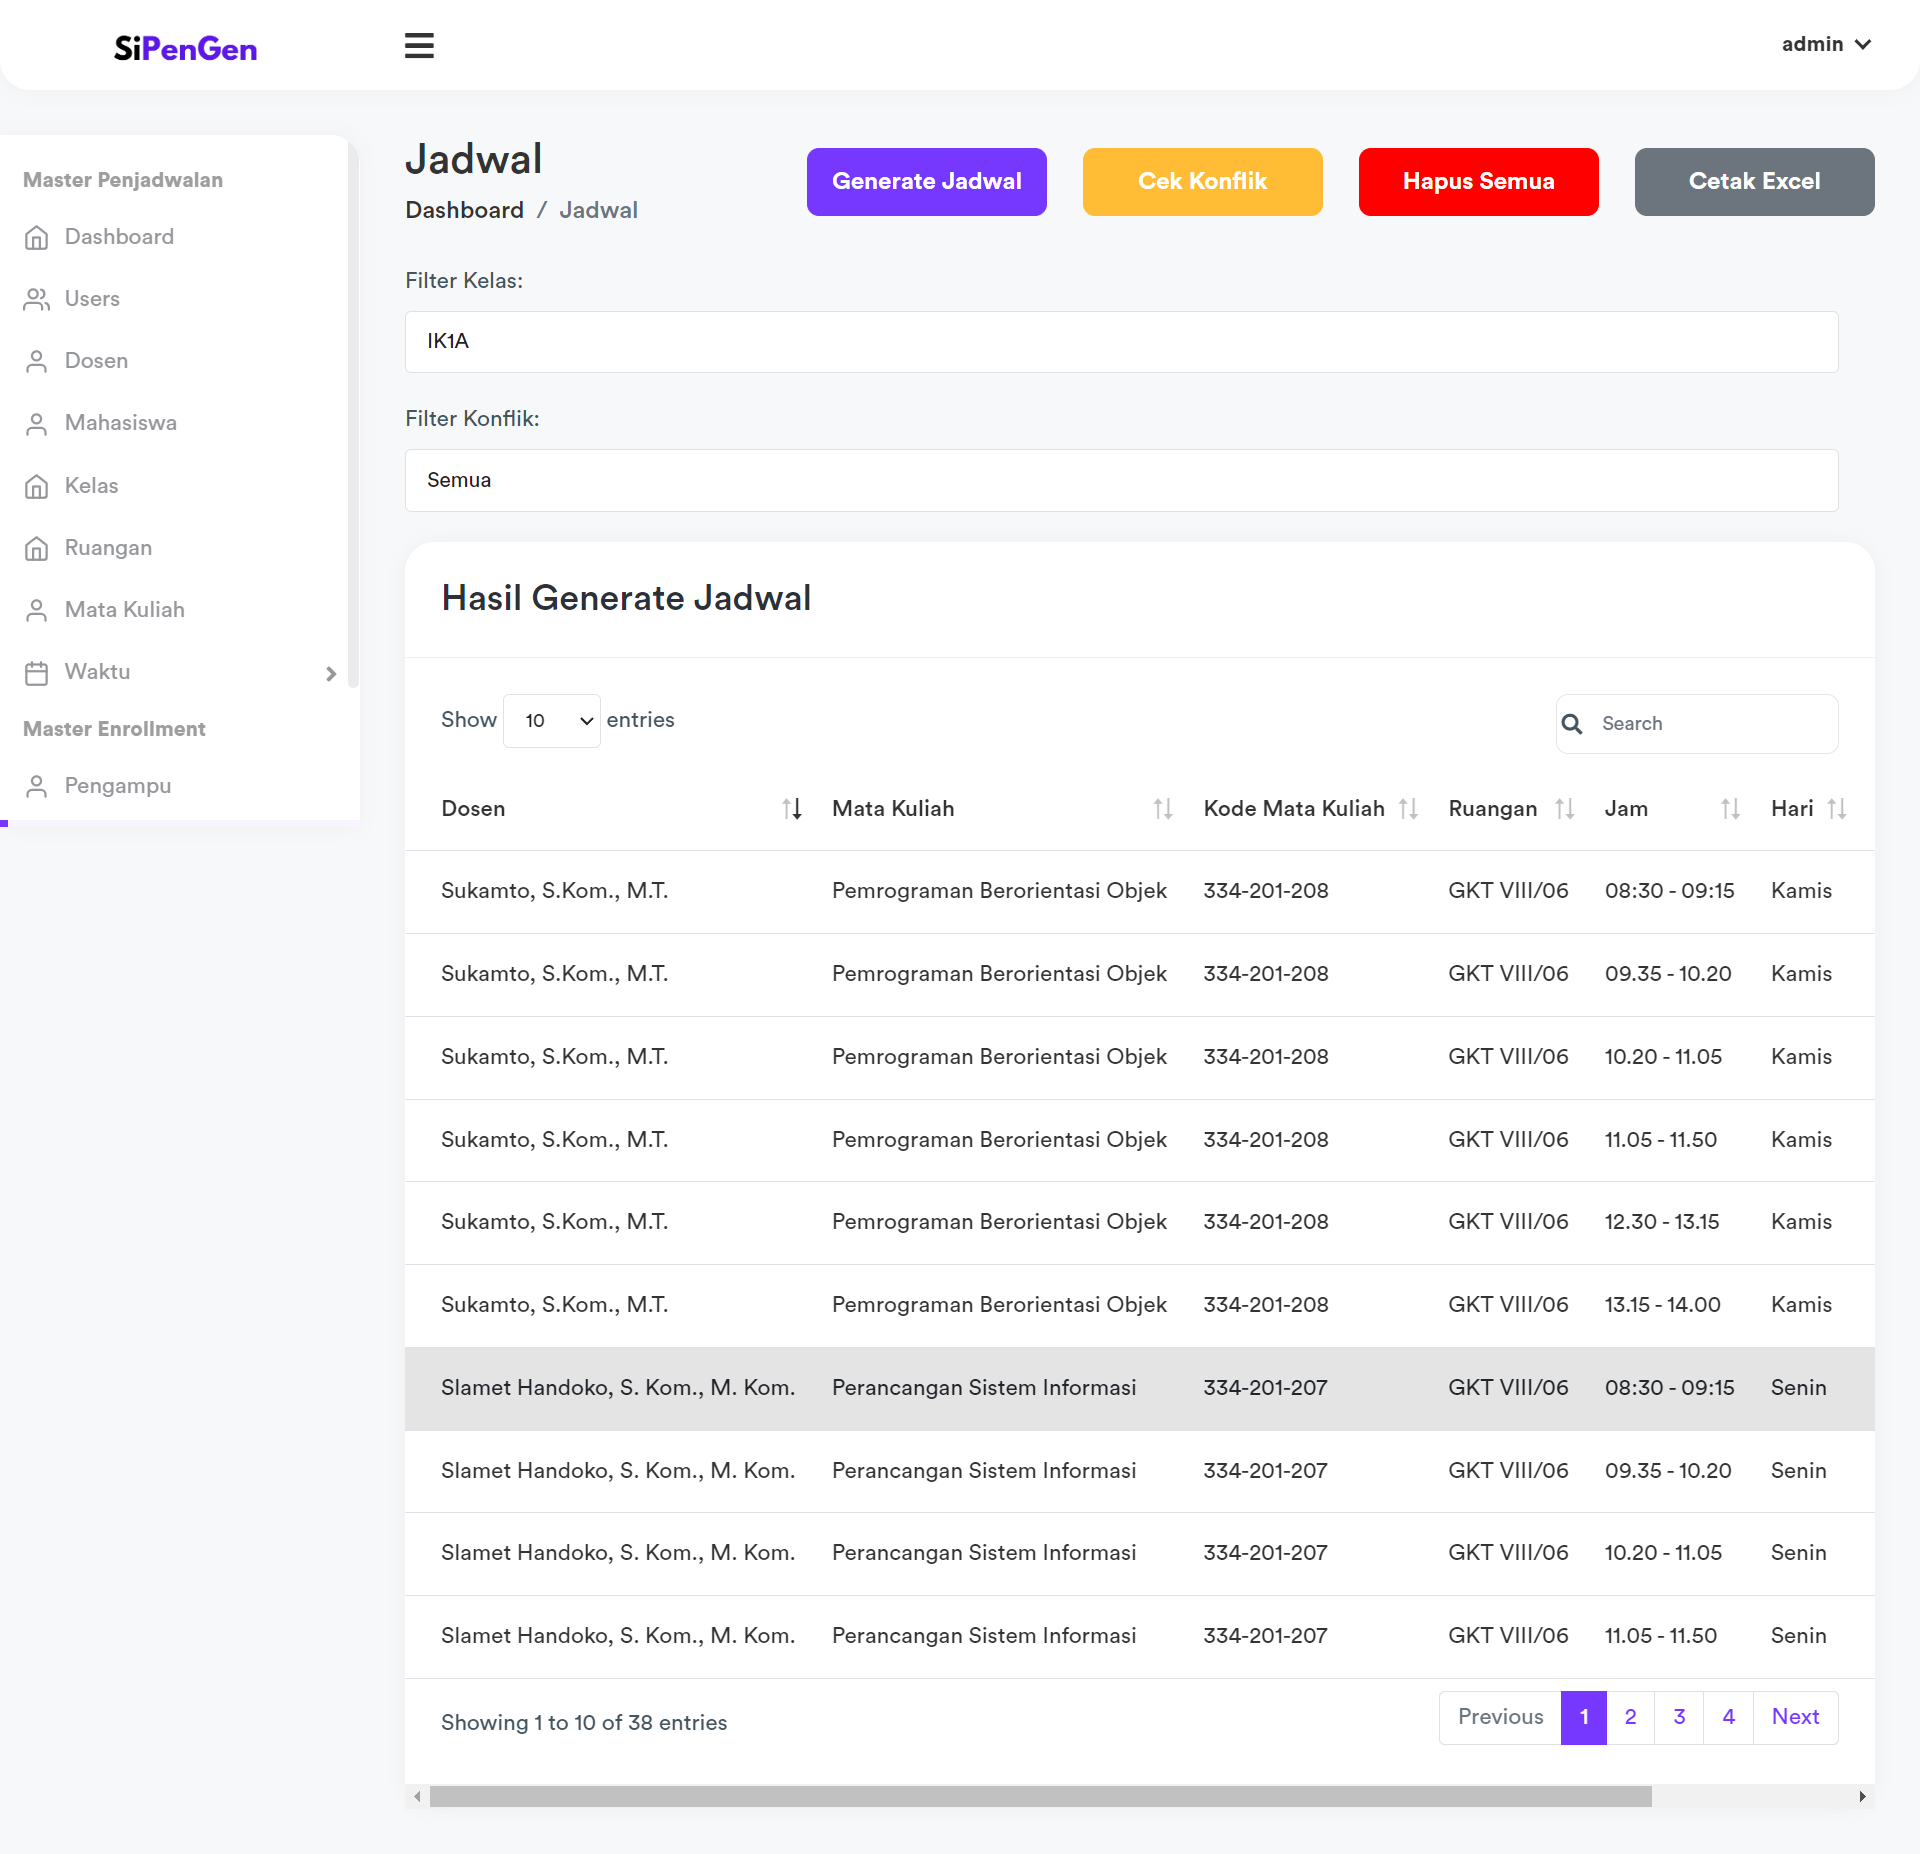 SiPenGen
admin
Master Penjadwalan
Dashboard
Users
Dosen
Mahasiswa
Kelas
Ruangan
Mata Kuliah
Waktu
Master Enrollment
Pengampu
Jadwal
Dashboard / Jadwal
Generate Jadwal
Cek Konflik
Hapus Semua
Cetak Excel
Filter Kelas:
IK1A
Filter Konflik:
Semua
Hasil Generate Jadwal
Show 10 entries
Search
Dosen Mata Kuliah Kode Mata Kuliah Ruangan Jam Hari
Sukamto, S.Kom., M.T. Pemrograman Berorientasi Objek 334-201-208 GKT VIII/06 08:30 - 09:15 Kamis
Sukamto, S.Kom., M.T. Pemrograman Berorientasi Objek 334-201-208 GKT VIII/06 09.35 - 10.20 Kamis
Sukamto, S.Kom., M.T. Pemrograman Berorientasi Objek 334-201-208 GKT VIII/06 10.20 - 11.05 Kamis
Sukamto, S.Kom., M.T. Pemrograman Berorientasi Objek 334-201-208 GKT VIII/06 11.05 - 11.50 Kamis
Sukamto, S.Kom., M.T. Pemrograman Berorientasi Objek 334-201-208 GKT VIII/06 12.30 - 13.15 Kamis
Sukamto, S.Kom., M.T. Pemrograman Berorientasi Objek 334-201-208 GKT VIII/06 13.15 - 14.00 Kamis
Slamet Handoko, S. Kom., M. Kom. Perancangan Sistem Informasi 334-201-207 GKT VIII/06 08:30 - 09:15 Senin
Slamet Handoko, S. Kom., M. Kom. Perancangan Sistem Informasi 334-201-207 GKT VIII/06 09.35 - 10.20 Senin
Slamet Handoko, S. Kom., M. Kom. Perancangan Sistem Informasi 334-201-207 GKT VIII/06 10.20 - 11.05 Senin
Slamet Handoko, S. Kom., M. Kom. Perancangan Sistem Informasi 334-201-207 GKT VIII/06 11.05 - 11.50 Senin
Showing 1 to 10 of 38 entries
Previous 1 2 3 4 Next